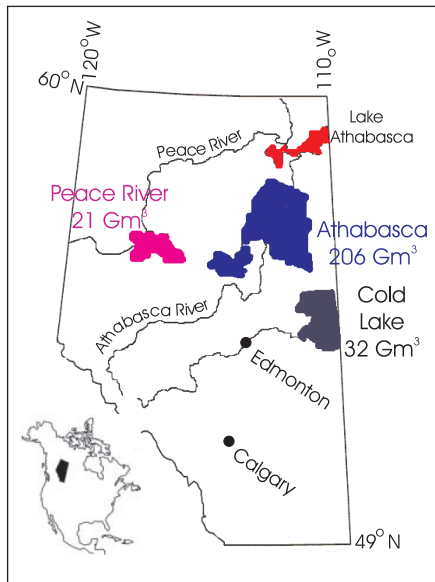 120°W
110°W
60°N
Lake
Athabasca
Peace River
Peace River
21 Gm³
Athabasca
206 Gm³
Athabasca River
Cold
Lake
32 Gm³
Edmonton
Calgary
49°N